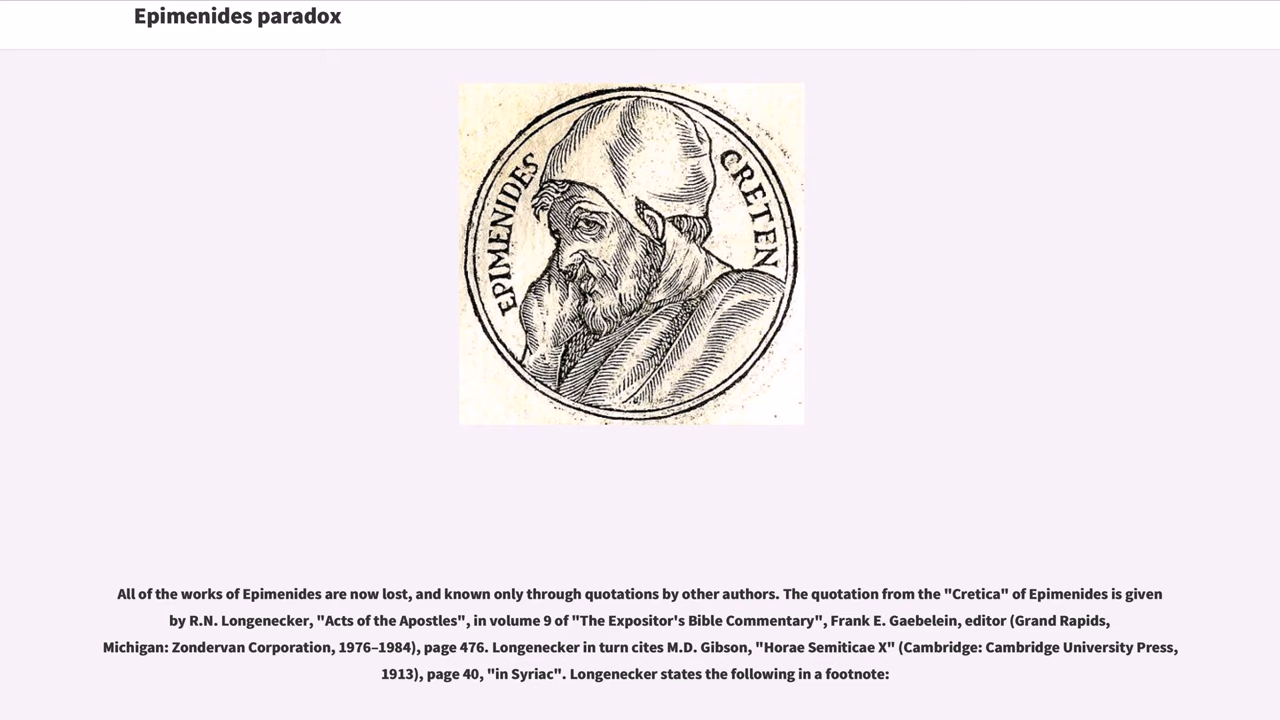 Epimenides paradox
EPIMENIDES
CRETEN
All of the works of Epimenides are now lost, and known only through quotations by other authors. The quotation from the "Cretica" of Epimenides is given
by R.N. Longenecker, "Acts of the Apostles", in volume 9 of "The Expositor's Bible Commentary", Frank E. Gaebelein, editor (Grand Rapids,
Michigan: Zondervan Corporation, 1976–1984), page 476. Longenecker in turn cites M.D. Gibson, "Horae Semiticae X" (Cambridge: Cambridge University Press,
1913), page 40, "in Syriac". Longenecker states the following in a footnote: